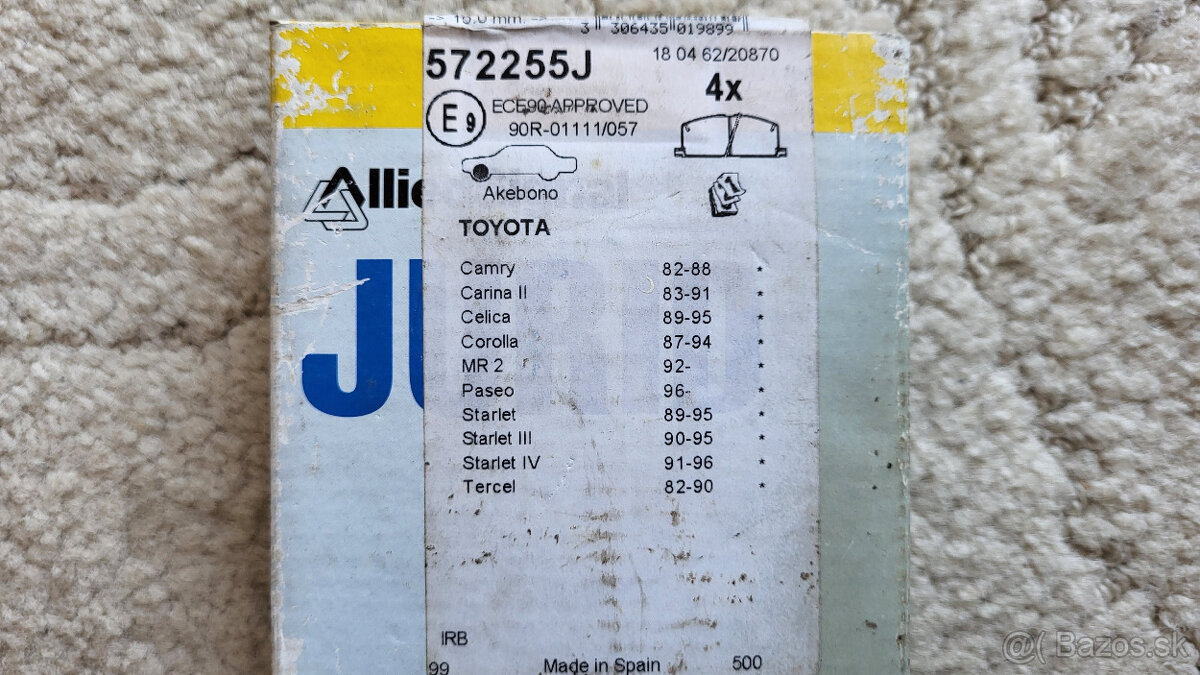 -> 16.0 mm. ->
3 306435 019899
572255J
18 04 62/20870
4x
E9
ECE90 APPROVED
90R-01111/057
Akebono
Allie
JU
TOYOTA
Camry 82-88 *
Carina II 83-91 *
Celica 89-95 *
Corolla 87-94 *
MR 2 92- *
Paseo 96- *
Starlet 89-95 *
Starlet III 90-95 *
Starlet IV 91-96 *
Tercel 82-90 *
IRB
99 Made in Spain 500
@( Bazos.sk